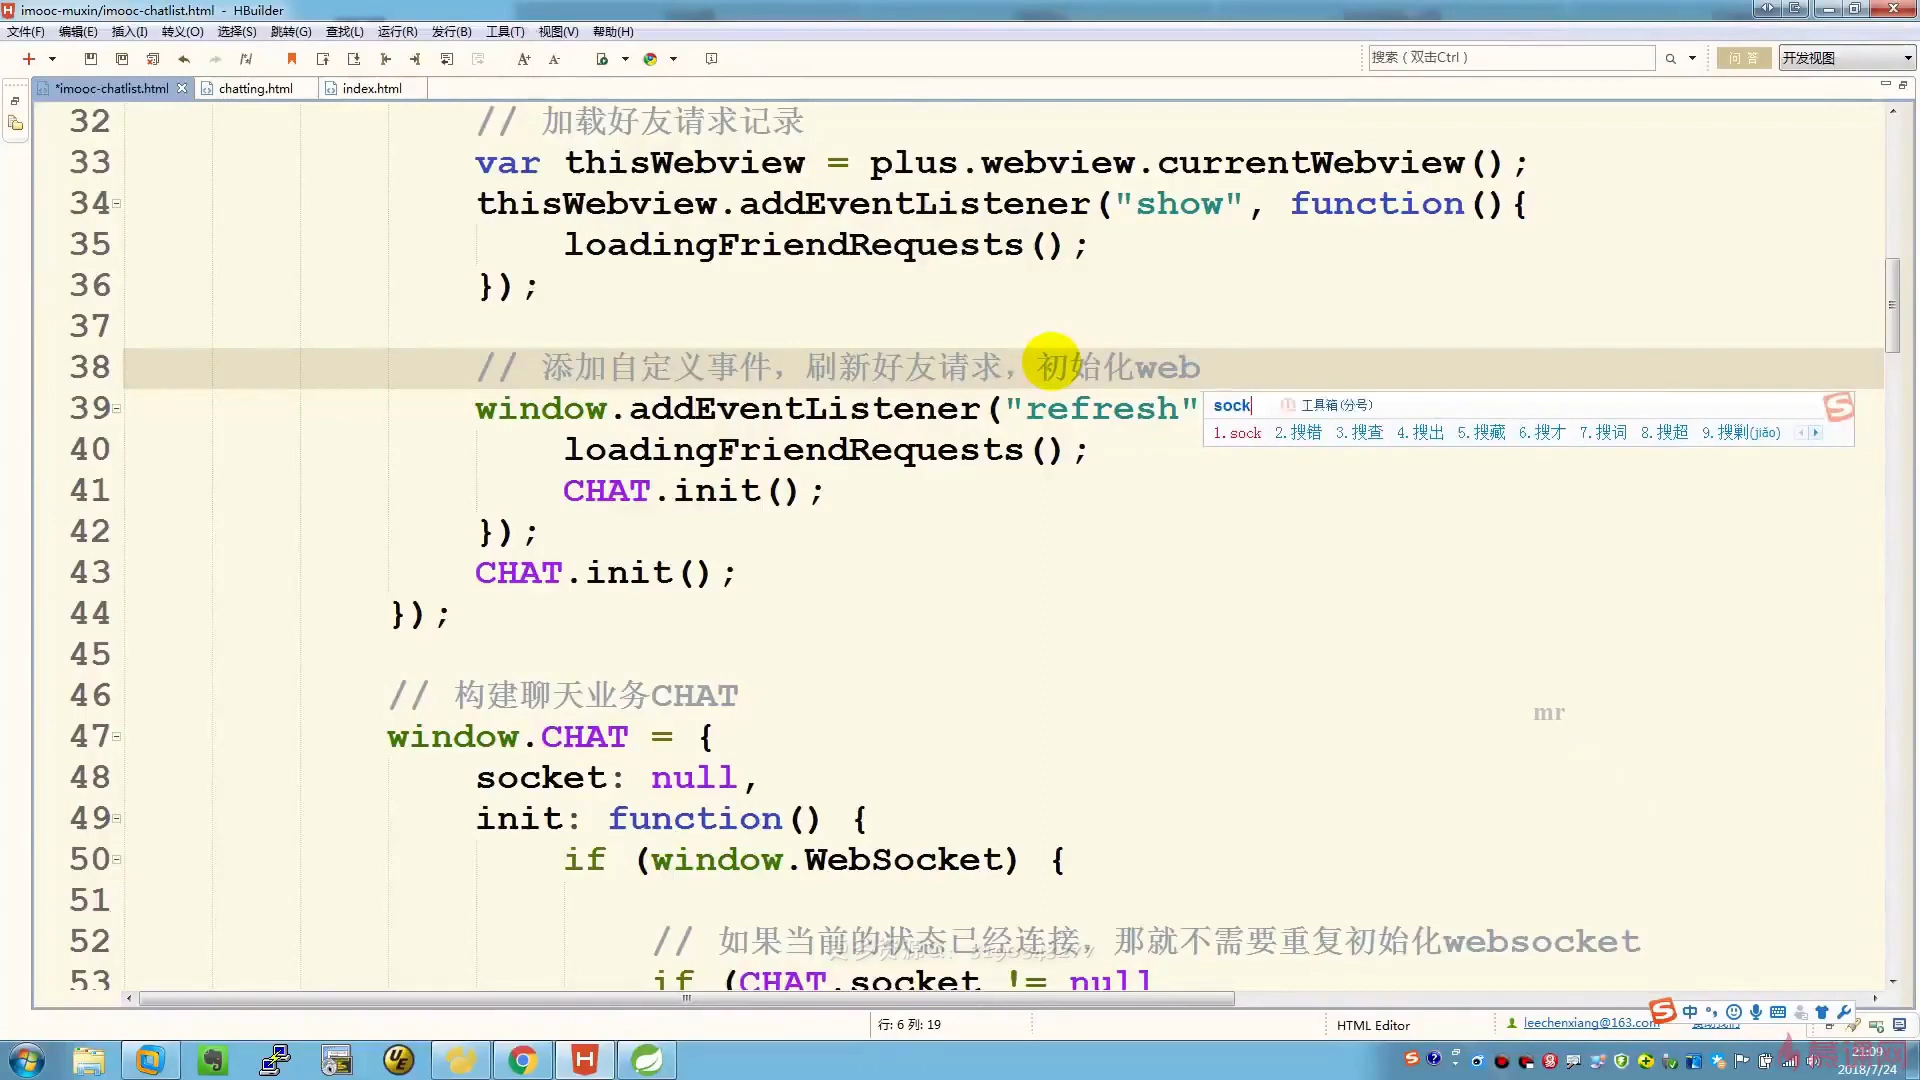 imooc-muxin/imooc-chatlist.html - HBuilder
文件(F) 编辑(E) 插入(I) 转义(O) 选择(S) 跳转(G) 查找(L) 运行(R) 发行(B) 工具(T) 视图(V) 帮助(H)
搜索（双击Ctrl） 问答 开发视图
*imooc-chatlist.html chatting.html index.html
32 // 加载好友请求记录
33 var thisWebview = plus.webview.currentWebview();
34 thisWebview.addEventListener("show", function(){
35 loadingFriendRequests();
36 });
37
38 // 添加自定义事件，刷新好友请求，初始化web
39 window.addEventListener("refresh"
sock 工具箱(分号)
1.sock 2.搜错 3.搜查 4.搜出 5.搜藏 6.搜才 7.搜词 8.搜超 9.搜剿(jiǎo)
40 loadingFriendRequests();
41 CHAT.init();
42 });
43 CHAT.init();
44 });
45
46 // 构建聊天业务CHAT
mr
47 window.CHAT = {
48 socket: null,
49 init: function() {
50 if (window.WebSocket) {
51
52 // 如果当前的状态已经连接，那就不需要重复初始化websocket
53 if (CHAT.socket != null
中
行: 6 列: 19 HTML Editor leechenxiang@163.com
21:09
2018/7/24